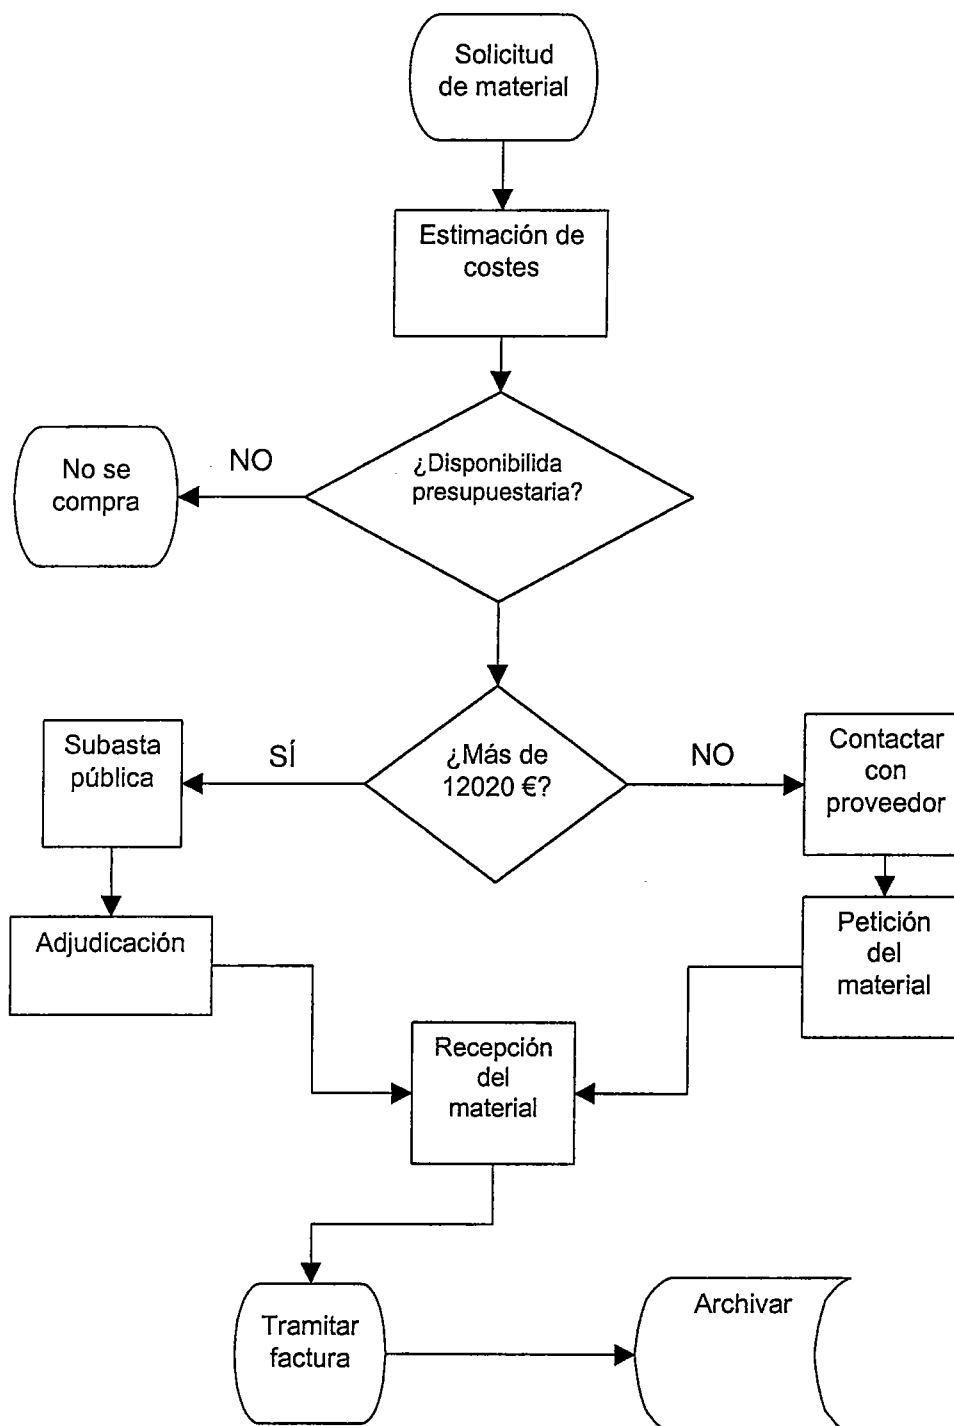 Solicitud
de material
Estimación de
costes
¿Disponibilida
presupuestaria?
NO
No se
compra
¿Más de
12020 €?
SÍ
Subasta
pública
NO
Contactar
con
proveedor
Adjudicación
Petición
del
material
Recepción
del
material
Tramitar
factura
Archivar